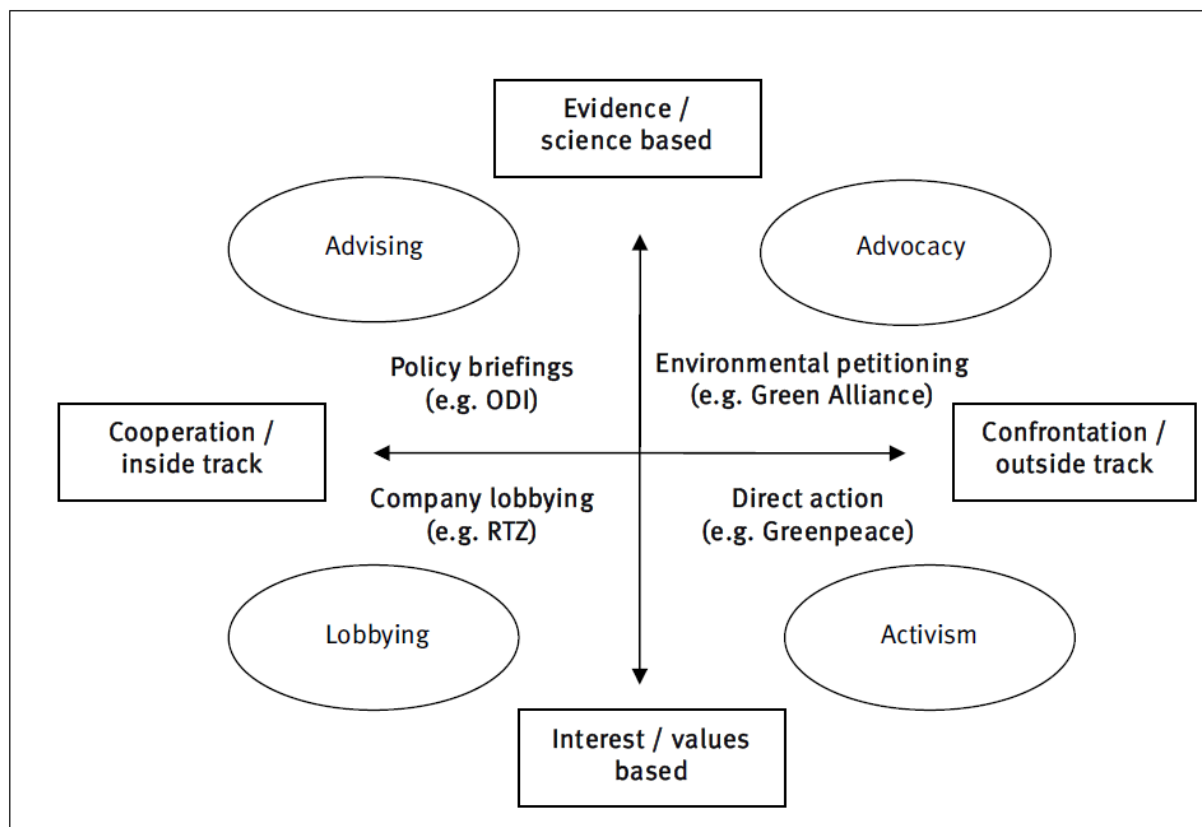 Evidence /
science based
Advising
Advocacy
Policy briefings
(e.g. ODI)
Environmental petitioning
(e.g. Green Alliance)
Cooperation /
inside track
Confrontation /
outside track
Company lobbying
(e.g. RTZ)
Direct action
(e.g. Greenpeace)
Lobbying
Activism
Interest / values
based